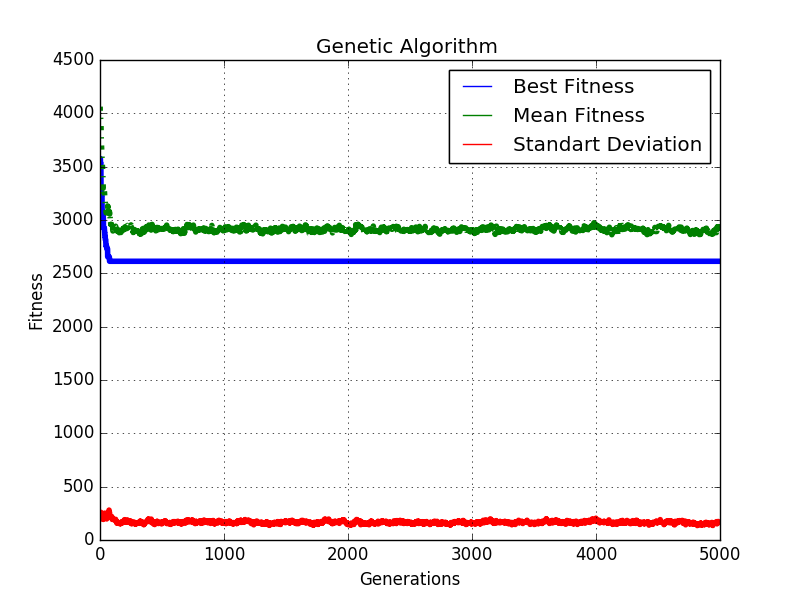 Genetic Algorithm
Best Fitness
Mean Fitness
Standart Deviation
4500
4000
3500
3000
2500
2000
1500
1000
500
0
Fitness
0 1000 2000 3000 4000 5000
Generations